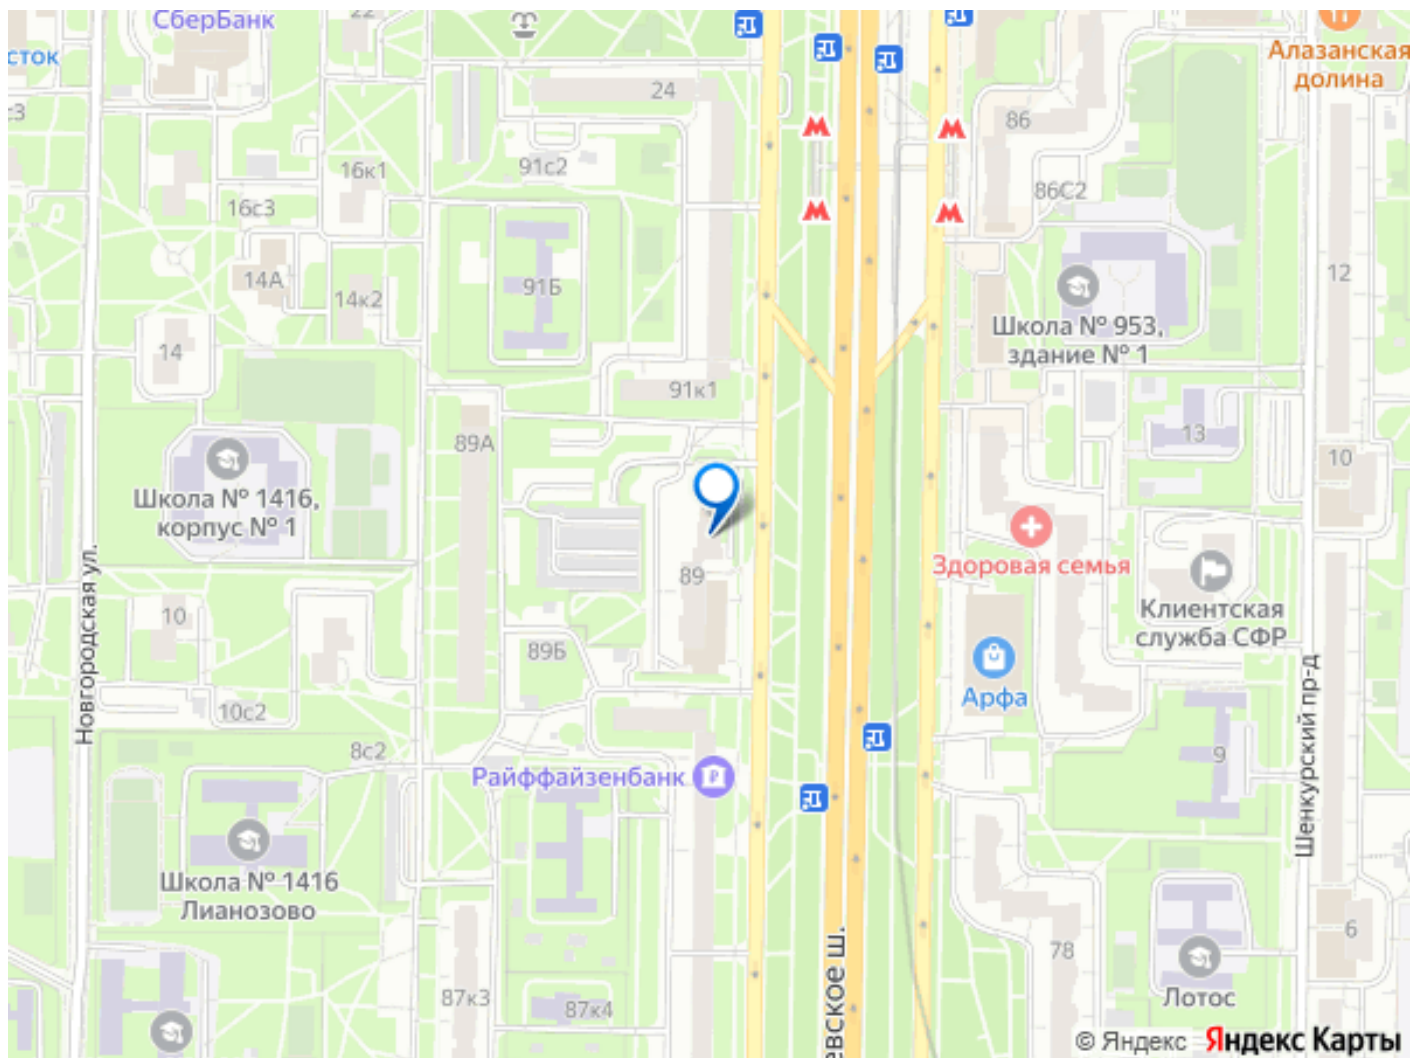 СберБанк
22
сток
Алазанская
долина
с3
24
86
91с2
16к1
86С2
16с3
14А
91Б
14к2
12
Школа № 953,
здание № 1
14
91к1
89А
13
10
Школа № 1416,
корпус № 1
Здоровая семья
89
Клиентская
служба СФР
Новгородская ул.
10
89Б
Арфа
10с2
8с2
9
Шенкурский пр-д
Райффайзенбанк
Школа № 1416
Лианозово
евское ш.
78
6
87к3
87к4
Лотос
© Яндекс Яндекс Карты